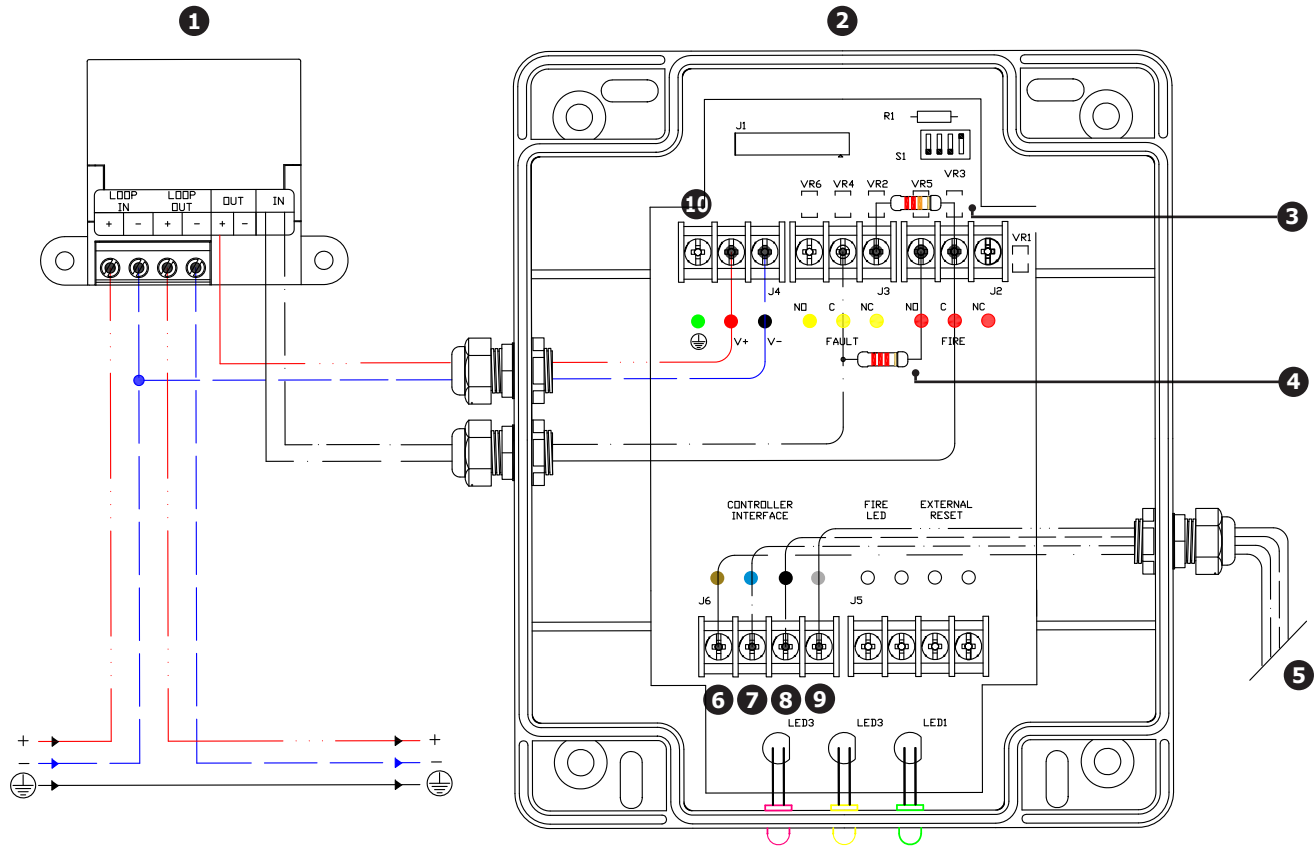 1
2
R1
J1
S1
LOOP IN
LOOP OUT
OUT
IN
+ - + - + -
VR6
VR4
VR2
VR5
VR3
10
3
VR1
J4
J3
J2
NO
C
NC
NO
C
NC
V+
V-
FAULT
FIRE
4
CONTROLLER
INTERFACE
FIRE
LED
EXTERNAL
RESET
J6
J5
5
6
7
8
9
LED3
LED3
LED1
+
+
-
-